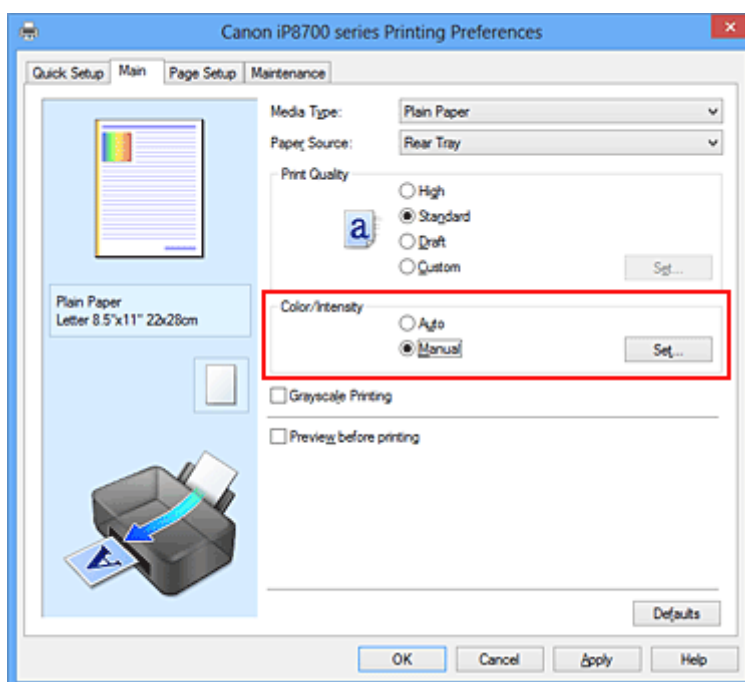 Canon iP8700 series Printing Preferences
Quick Setup Main Page Setup Maintenance
Media Type: Plain Paper
Paper Source: Rear Tray
Print Quality
High
a
Standard
Draft
Custom Set...
Plain Paper
Letter 8.5"x11" 22x28cm
Color/Intensity
Auto
Manual Set...
Grayscale Printing
Preview before printing
A
Defaults
OK Cancel Apply Help